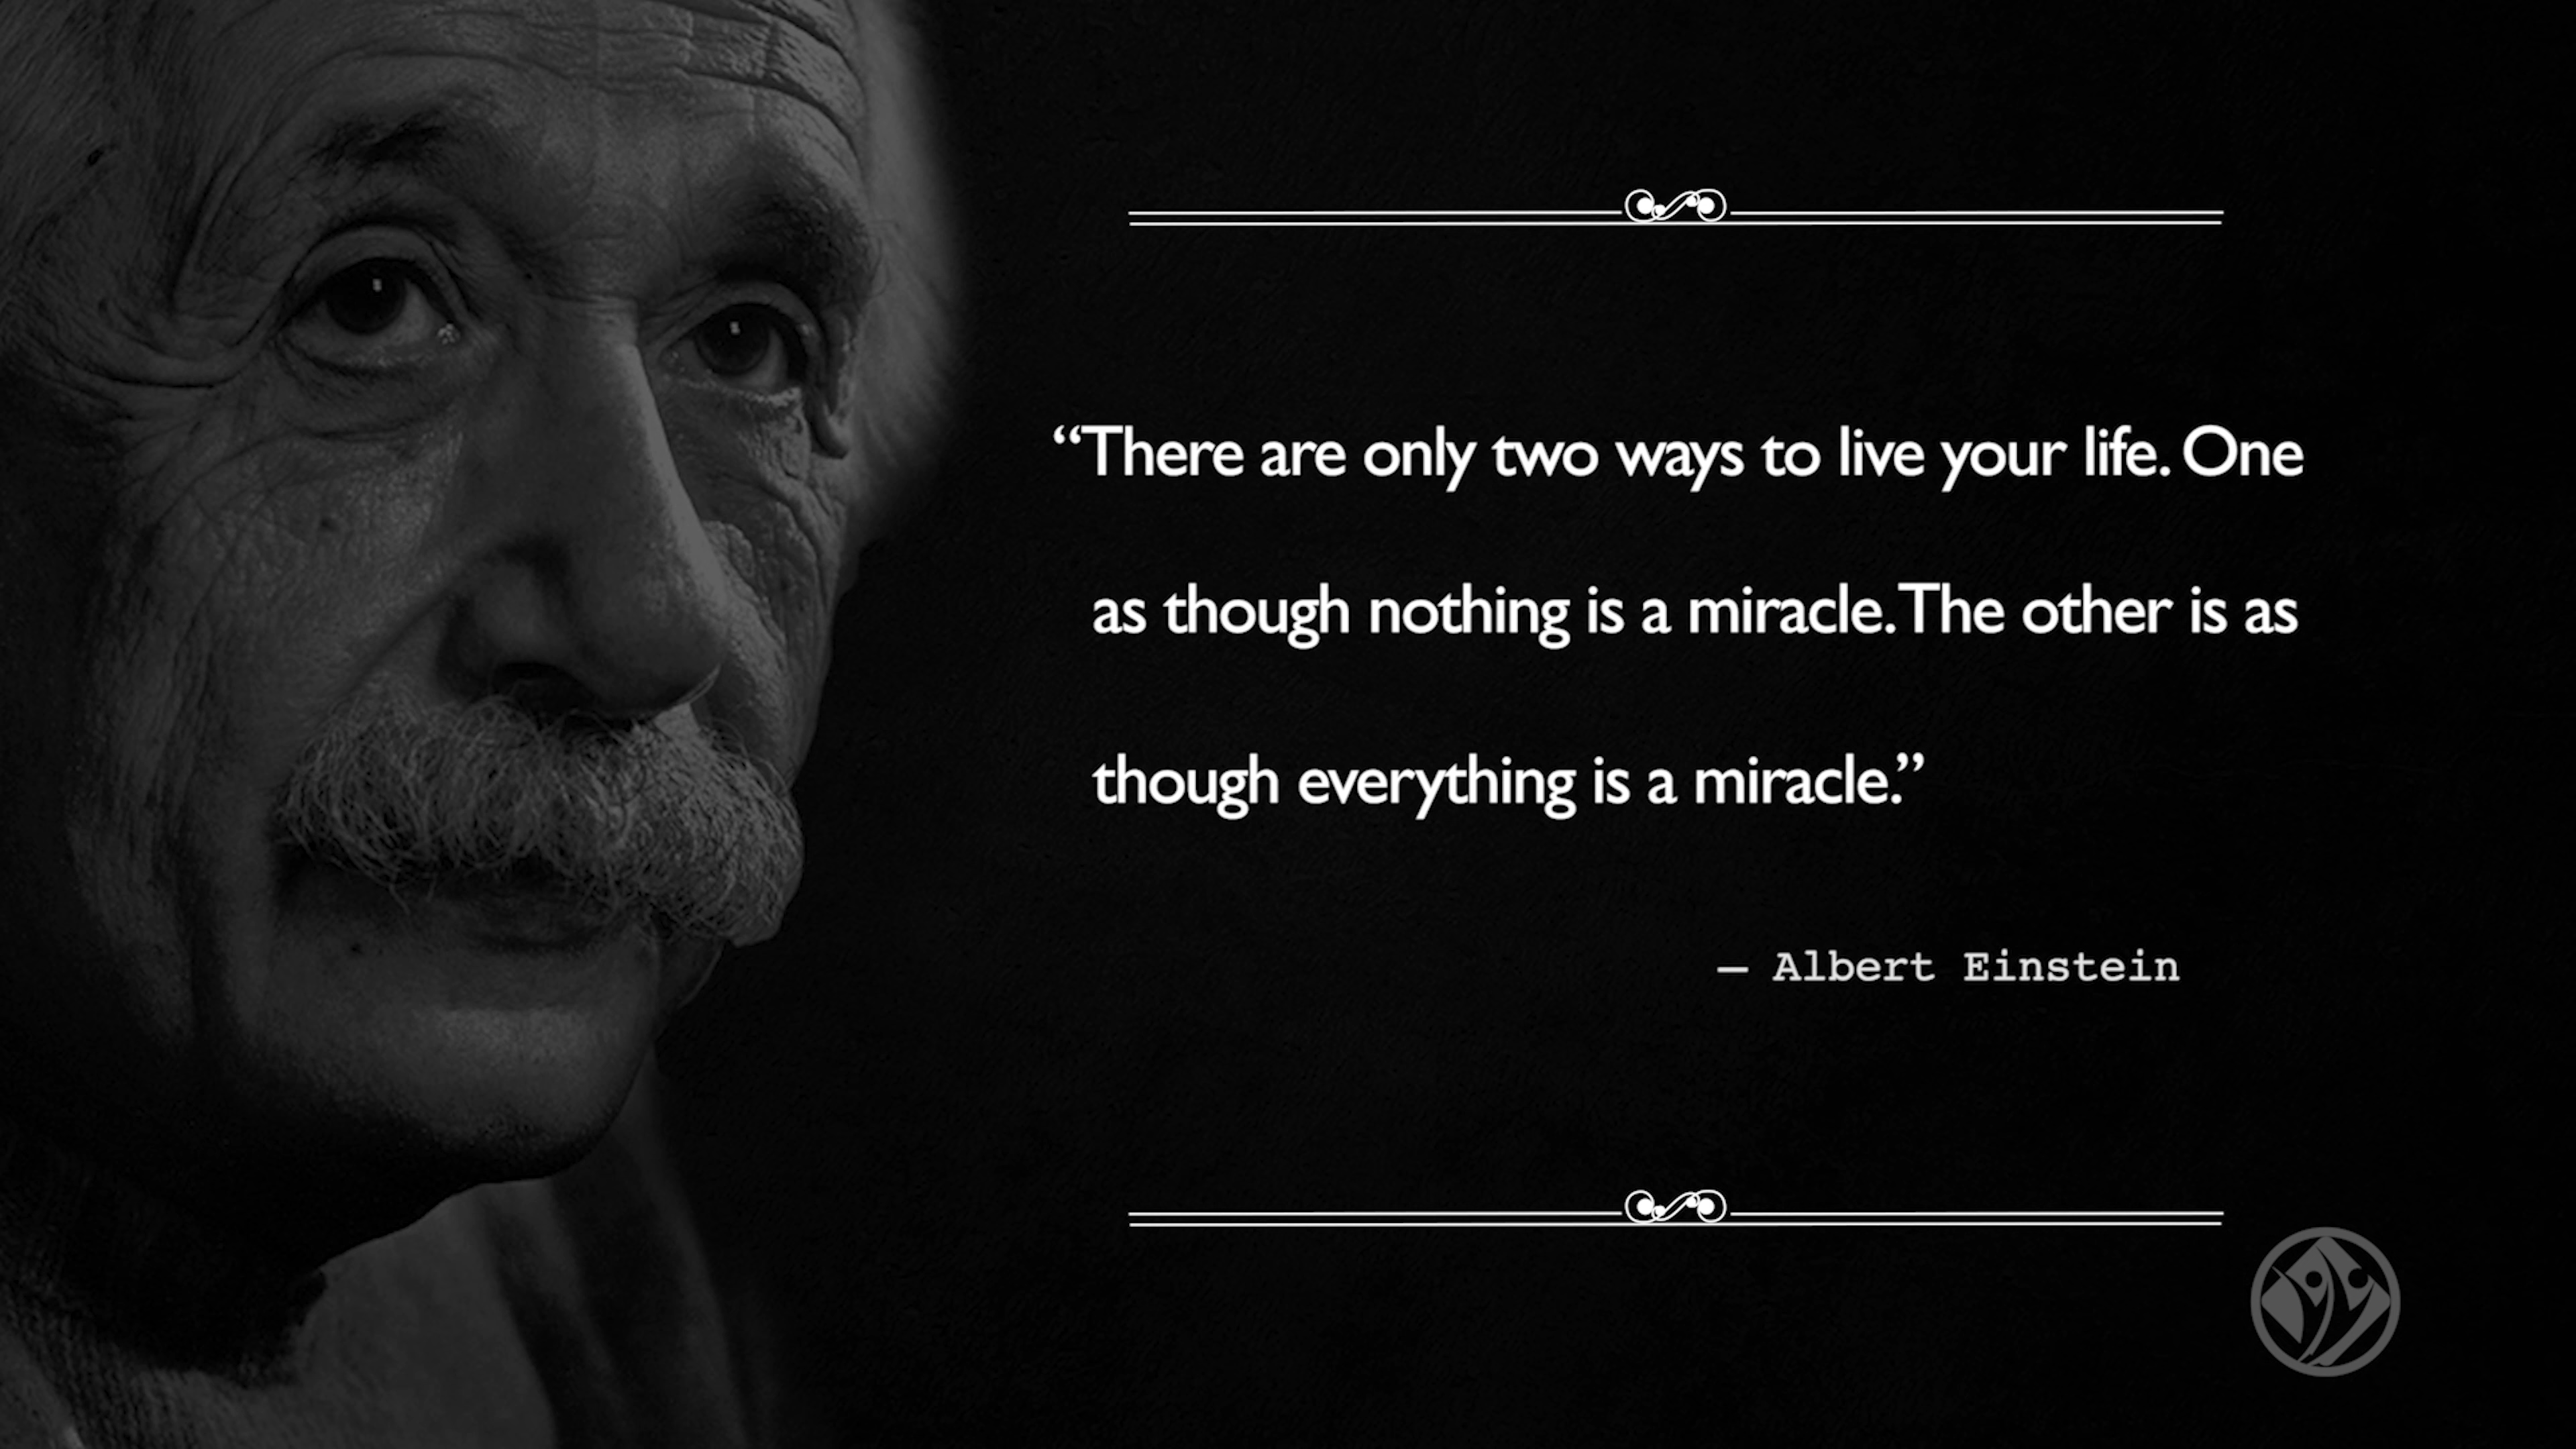 “There are only two ways to live your life. One
as though nothing is a miracle. The other is as
though everything is a miracle.”
— Albert Einstein